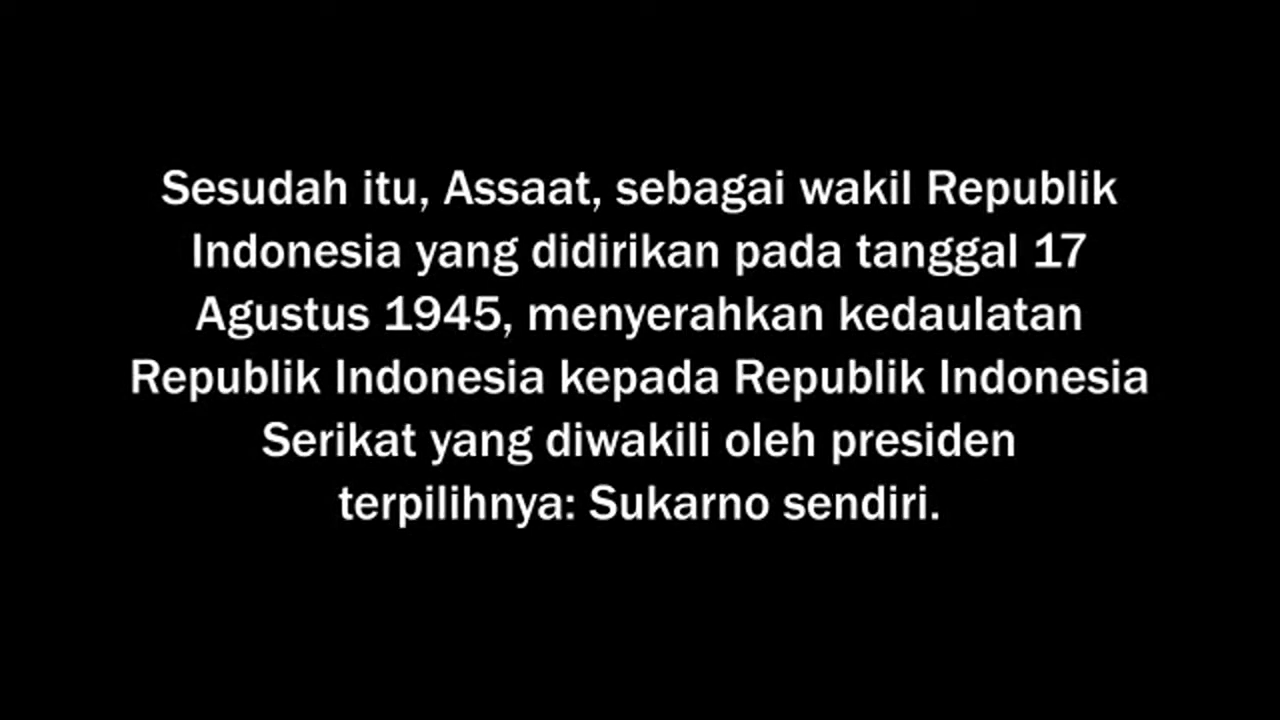 Sesudah itu, Assaat, sebagai wakil Republik
Indonesia yang didirikan pada tanggal 17
Agustus 1945, menyerahkan kedaulatan
Republik Indonesia kepada Republik Indonesia
Serikat yang diwakili oleh presiden
terpilihnya: Sukarno sendiri.